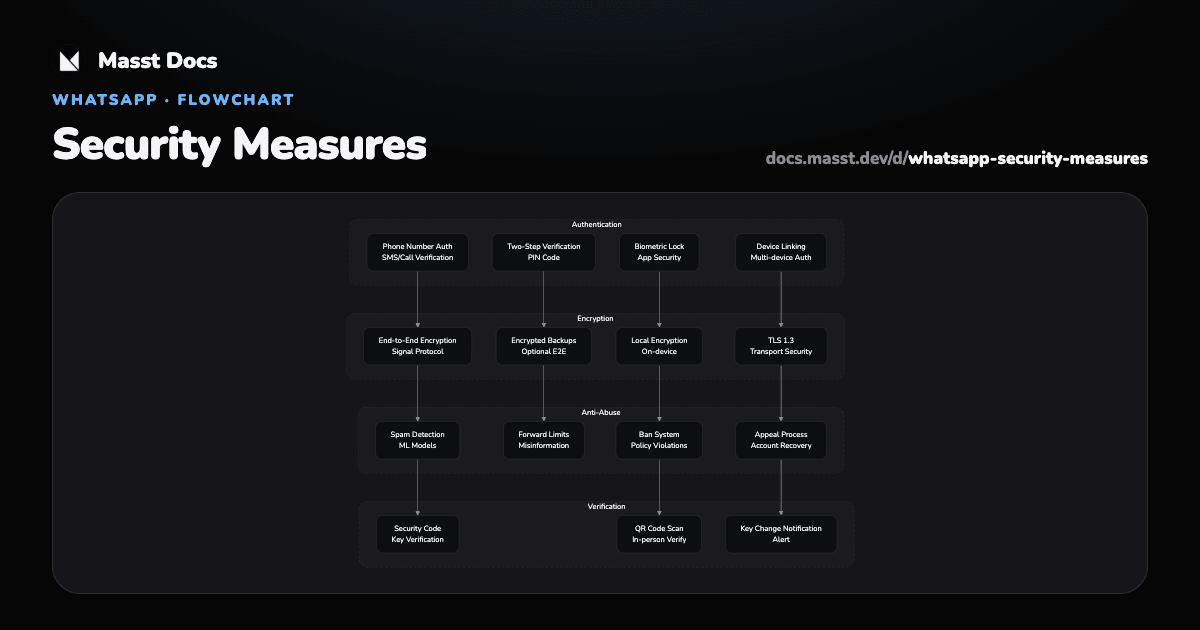 Masst Docs
WHATSAPP · FLOWCHART
Security Measures
docs.masst.dev/d/whatsapp-security-measures
Authentication
Phone Number Auth
SMS/Call Verification
Two-Step Verification
PIN Code
Biometric Lock
App Security
Device Linking
Multi-device Auth
Encryption
End-to-End Encryption
Signal Protocol
Encrypted Backups
Optional E2E
Local Encryption
On-device
TLS 1.3
Transport Security
Anti-Abuse
Spam Detection
ML Models
Forward Limits
Misinformation
Ban System
Policy Violations
Appeal Process
Account Recovery
Verification
Security Code
Key Verification
QR Code Scan
In-person Verify
Key Change Notification
Alert